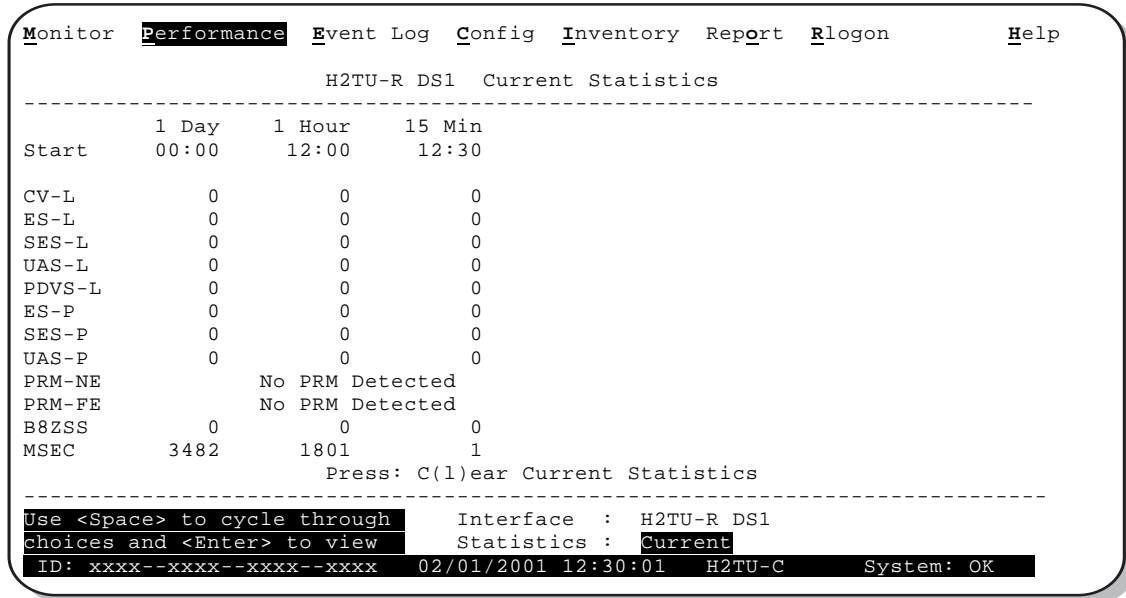 Monitor Performance Event Log Config Inventory Report Rlogon Help
H2TU-R DS1 Current Statistics
--------------------------------------------------------------------------------
1 Day 1 Hour 15 Min
Start 00:00 12:00 12:30
CV-L 0 0 0
ES-L 0 0 0
SES-L 0 0 0
UAS-L 0 0 0
PDVS-L 0 0 0
ES-P 0 0 0
SES-P 0 0 0
UAS-P 0 0 0
PRM-NE No PRM Detected
PRM-FE No PRM Detected
B8ZSS 0 0 0
MSEC 3482 1801 1
Press: C(l)ear Current Statistics
--------------------------------------------------------------------------------
Use <Space> to cycle through Interface : H2TU-R DS1
choices and <Enter> to view Statistics : Current
ID: xxxx--xxxx--xxxx--xxxx 02/01/2001 12:30:01 H2TU-C System: OK